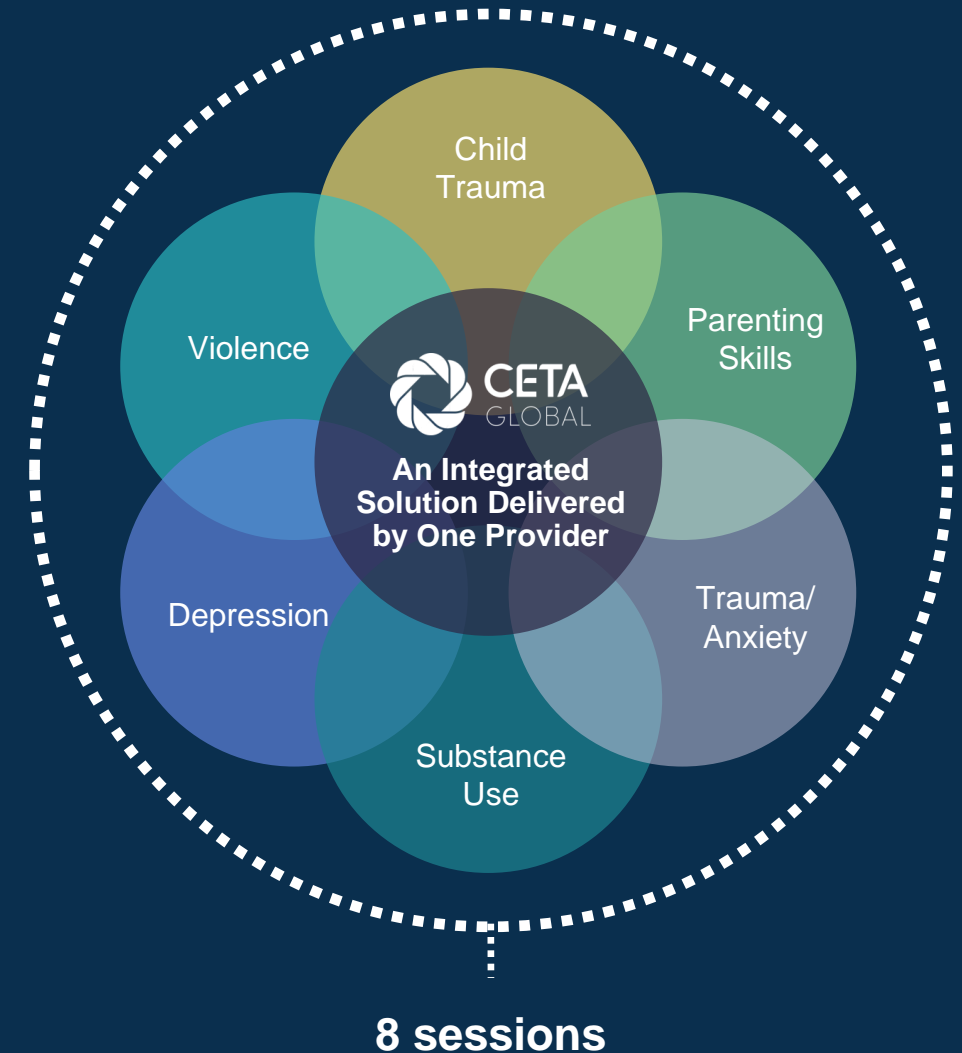 Child
Trauma
Violence
Parenting
Skills
CETA
GLOBAL
An Integrated
Solution Delivered
by One Provider
Depression
Trauma/
Anxiety
Substance
Use
8 sessions